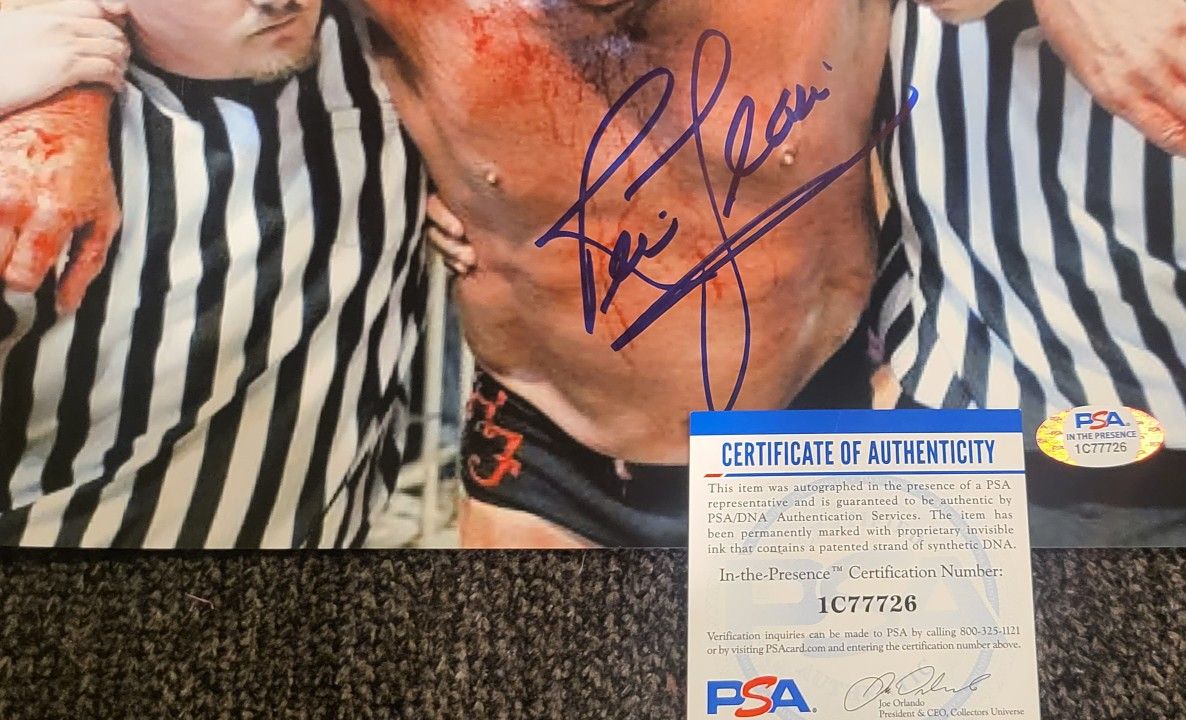 PSA
IN THE PRESENCE
1C77726
CERTIFICATE OF AUTHENTICITY
This item was autographed in the presence of a PSA
representative and is guaranteed to be authentic by
PSA/DNA Authentication Services. The item has
been permanently marked with proprietary invisible
ink that contains a patented strand of synthetic DNA.
In-the-Presence™ Certification Number:
1C77726
Verification inquiries can be made to PSA by calling 800-325-1121
or by visiting PSAcard.com and entering the certification number above.
PSA.
Joe Orlando
President & CEO, Collectors Universe